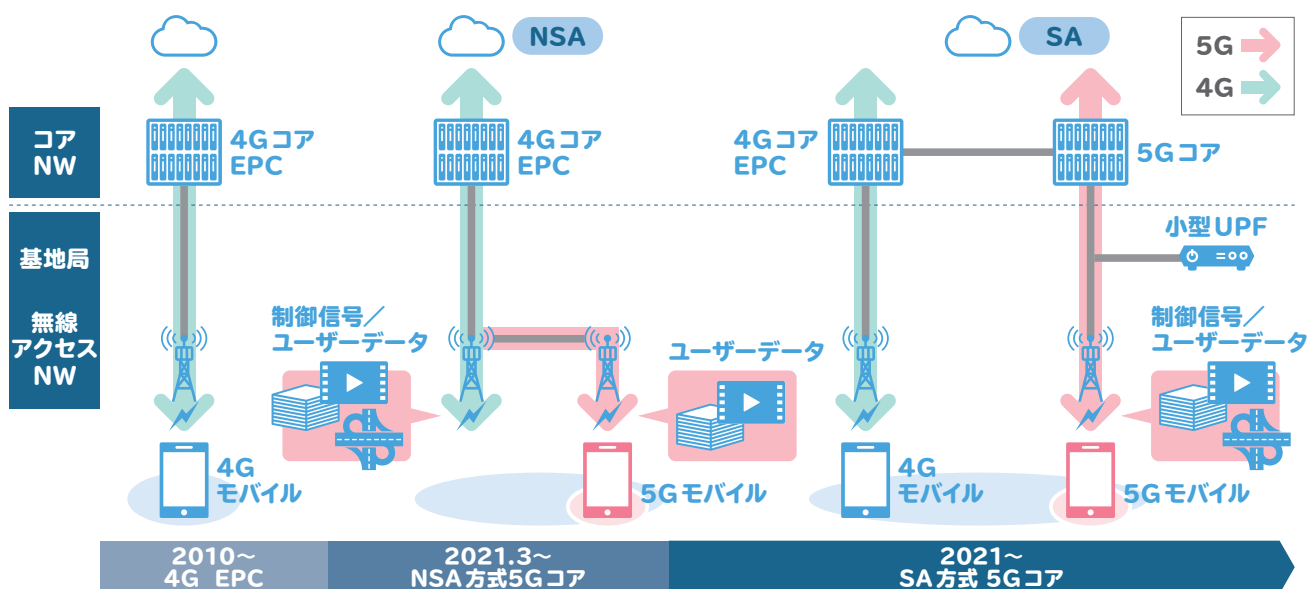 NSA
SA
5G
4G
コア
NW
4Gコア
EPC
4Gコア
EPC
4Gコア
EPC
5Gコア
基地局
無線
アクセス
NW
小型UPF
制御信号／
ユーザーデータ
ユーザーデータ
制御信号／
ユーザーデータ
4G
モバイル
5Gモバイル
4G
モバイル
5Gモバイル
2010～
4G EPC
2021.3～
NSA方式5Gコア
2021～
SA方式 5Gコア